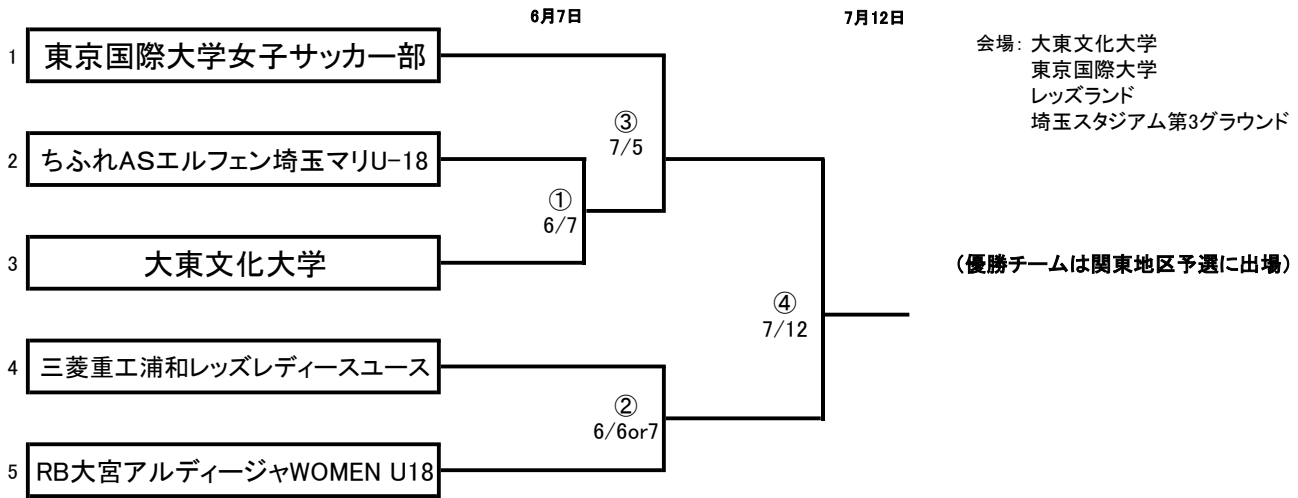 6月7日
7月12日
会場： 大東文化大学
東京国際大学
レッズランド
埼玉スタジアム第3グラウンド
1 東京国際大学女子サッカー部
③
7/5
2 ちふれASエルフェン埼玉マリU-18
①
6/7
3 大東文化大学
（優勝チームは関東地区予選に出場）
④
7/12
4 三菱重工浦和レッズレディースユース
②
6/6or7
5 RB大宮アルディージャWOMEN U18